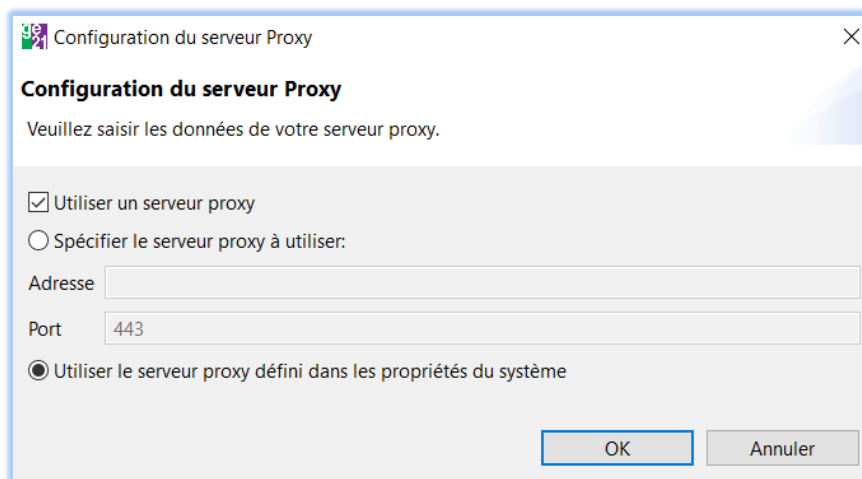 ge
21
Configuration du serveur Proxy
Configuration du serveur Proxy
Veuillez saisir les données de votre serveur proxy.
Utiliser un serveur proxy
Spécifier le serveur proxy à utiliser:
Adresse
Port 443
Utiliser le serveur proxy défini dans les propriétés du système
OK Annuler